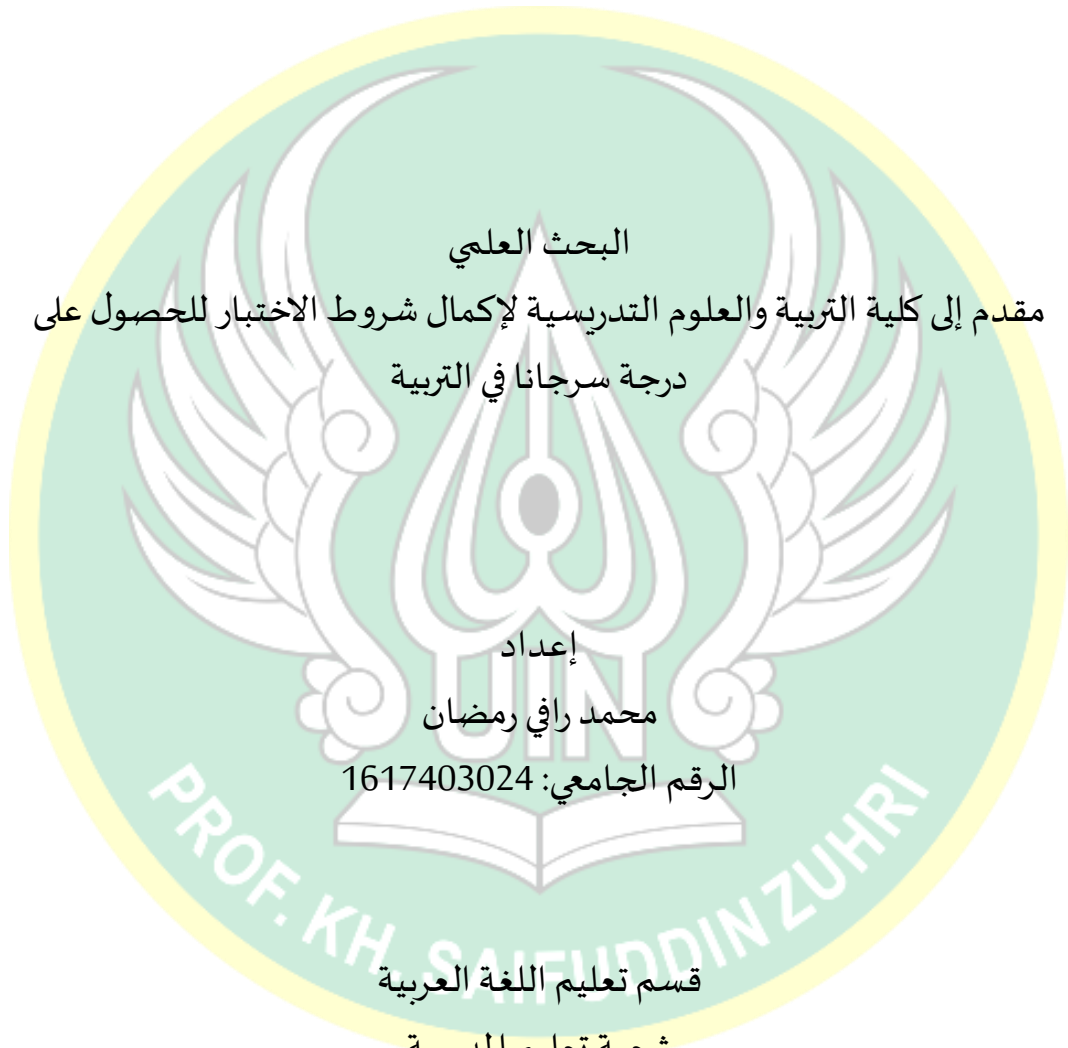 البحث العلمي
مقدم إلى كلية التربية والعلوم التدريسية لإكمال شروط الاختبار للحصول على
درجة سرجانا في التربية
إعداد
محمد رافي رمضان
الرقم الجامعي: 1617403024
قسم تعليم اللغة العربية
UIN
PROF. KH. SAIFUDDIN ZUHRI